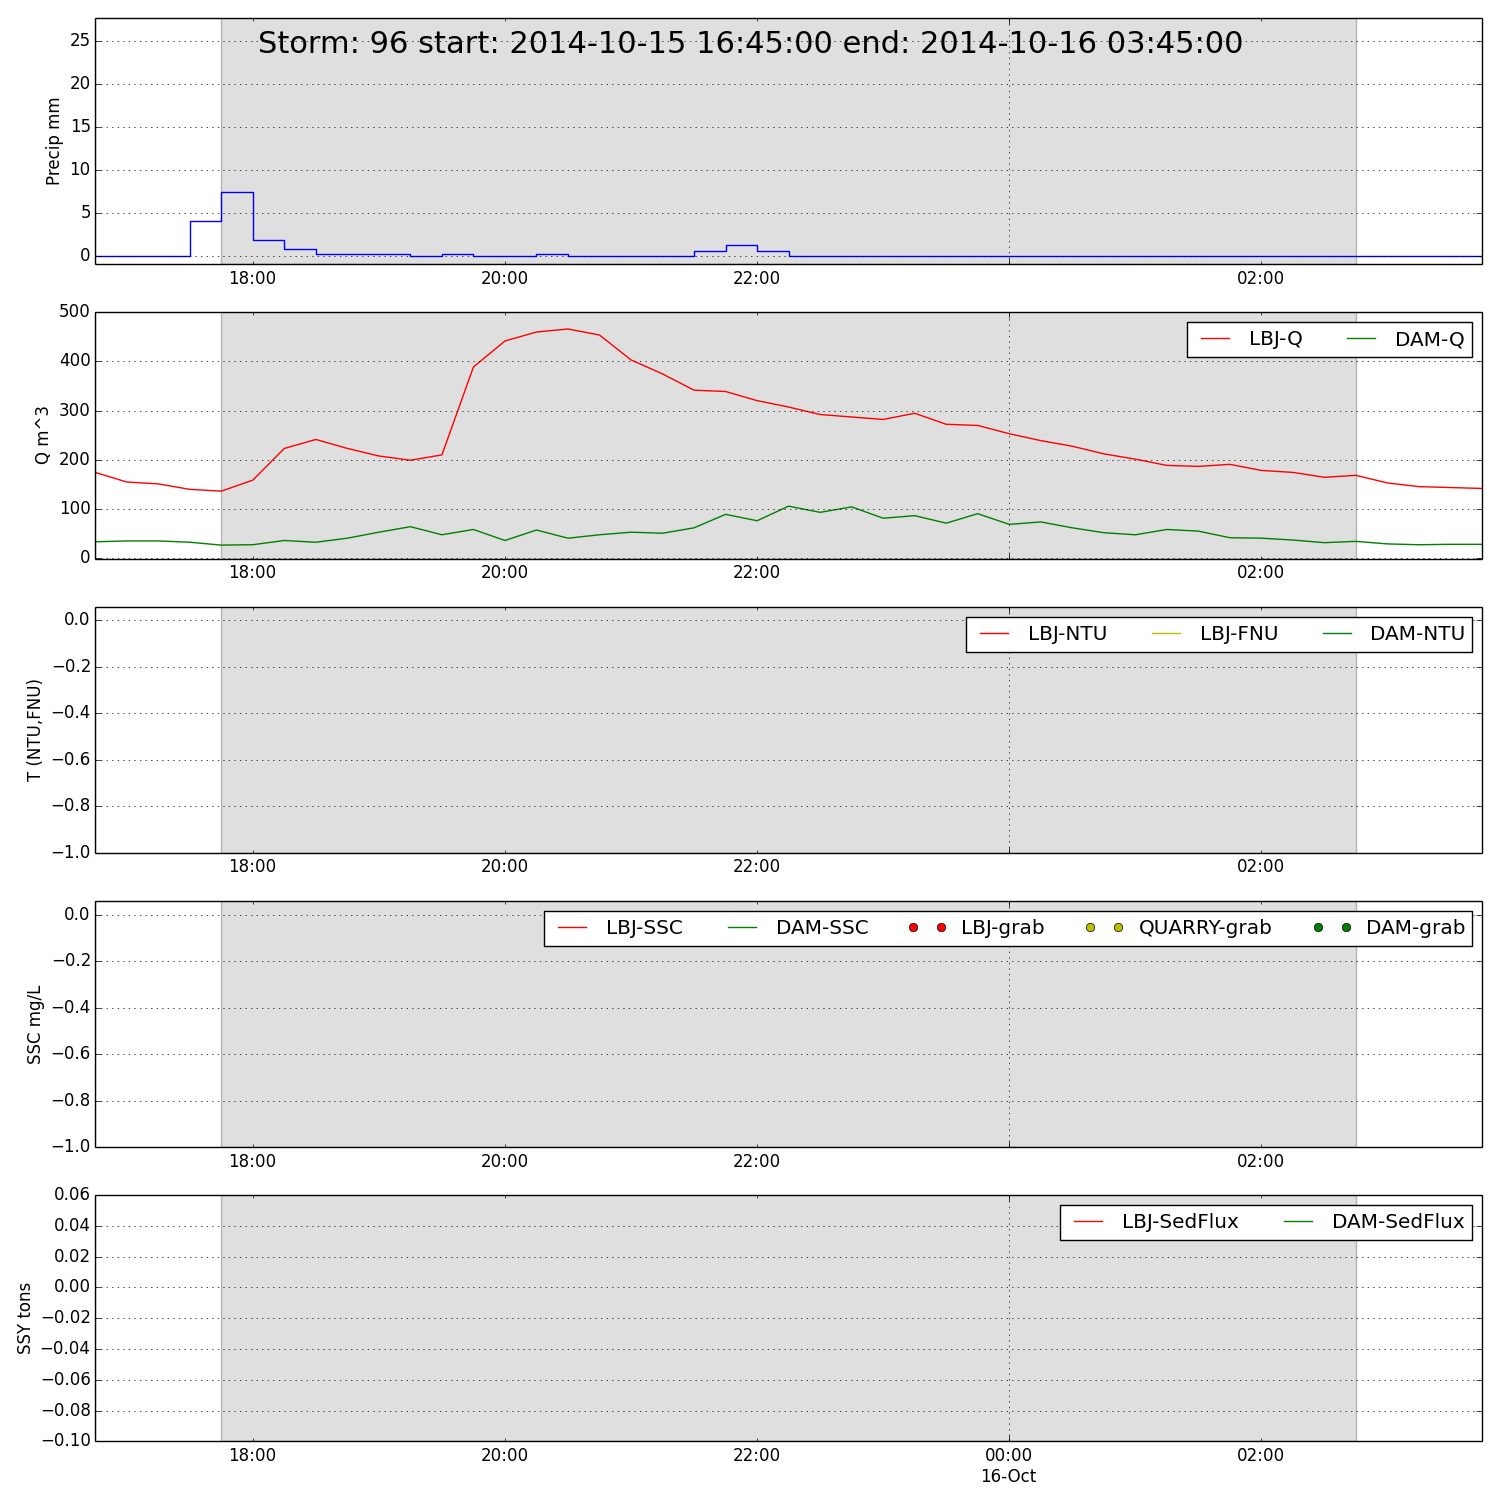 Storm: 96 start: 2014-10-15 16:45:00 end: 2014-10-16 03:45:00
Precip mm
25
20
15
10
5
0
18:00 20:00 22:00 02:00
Q m^3
500
400
300
200
100
0
LBJ-Q DAM-Q
18:00 20:00 22:00 02:00
T (NTU,FNU)
0.0
−0.2
−0.4
−0.6
−0.8
−1.0
LBJ-NTU LBJ-FNU DAM-NTU
18:00 20:00 22:00 02:00
SSC mg/L
0.0
−0.2
−0.4
−0.6
−0.8
−1.0
LBJ-SSC DAM-SSC LBJ-grab QUARRY-grab DAM-grab
18:00 20:00 22:00 02:00
SSY tons
0.06
0.04
0.02
0.00
−0.02
−0.04
−0.06
−0.08
−0.10
LBJ-SedFlux DAM-SedFlux
18:00 20:00 22:00 00:00 02:00
16-Oct